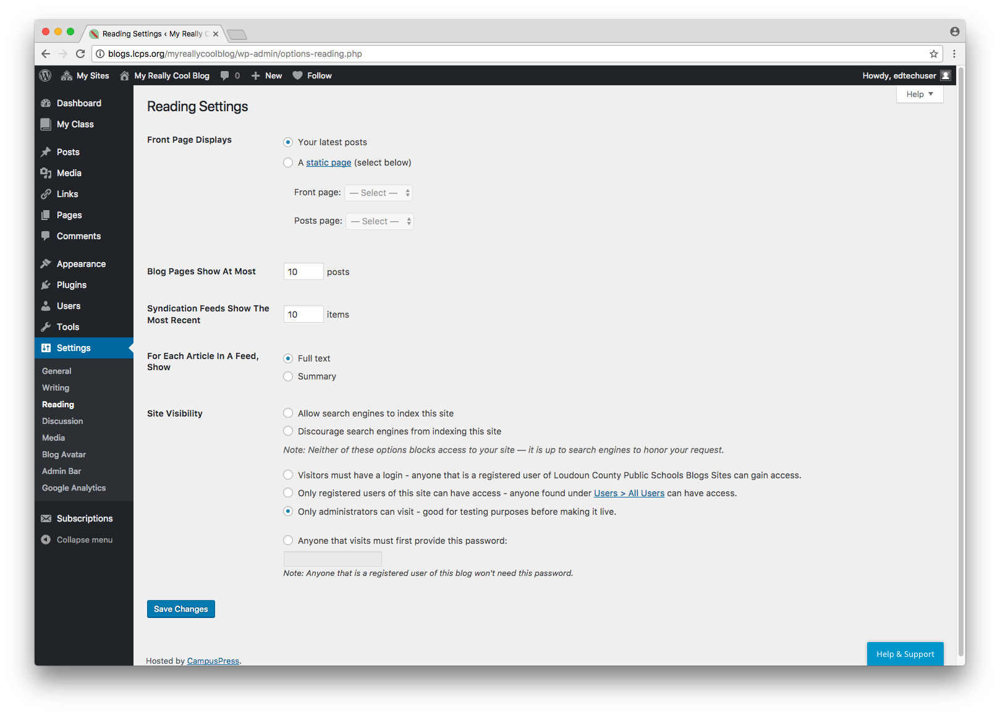 Reading Settings ‹ My Really C
blogs.lcps.org/myreallycoolblog/wp-admin/options-reading.php
My Sites My Really Cool Blog 0 New Follow Howdy, edtechuser
Help
Dashboard
My Class
Posts
Media
Links
Pages
Comments
Appearance
Plugins
Users
Tools
Settings
General
Writing
Reading
Discussion
Media
Blog Avatar
Admin Bar
Google Analytics
Subscriptions
Collapse menu
Reading Settings
Front Page Displays
Your latest posts
A static page (select below)
Front page: — Select —
Posts page: — Select —
Blog Pages Show At Most 10 posts
Syndication Feeds Show The
Most Recent
10 items
For Each Article In A Feed,
Show
Full text
Summary
Site Visibility
Allow search engines to index this site
Discourage search engines from indexing this site
Note: Neither of these options blocks access to your site — it is up to search engines to honor your request.
Visitors must have a login - anyone that is a registered user of Loudoun County Public Schools Blogs Sites can gain access.
Only registered users of this site can have access - anyone found under Users > All Users can have access.
Only administrators can visit - good for testing purposes before making it live.
Anyone that visits must first provide this password:
Note: Anyone that is a registered user of this blog won't need this password.
Save Changes
Hosted by CampusPress.
Help & Support